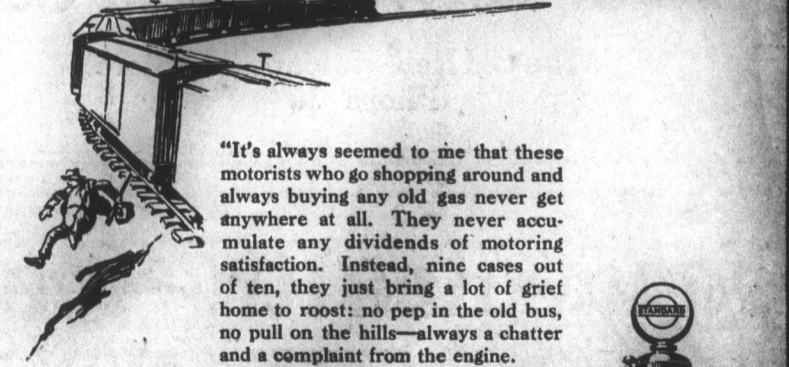 "It's always seemed to me that these
motorists who go shopping around and
always buying any old gas never get
anywhere at all. They never accu-
mulate any dividends of motoring
satisfaction. Instead, nine cases out
of ten, they just bring a lot of grief
home to roost: no pep in the old bus,
no pull on the hills—always a chatter
and a complaint from the engine.
STANDARD